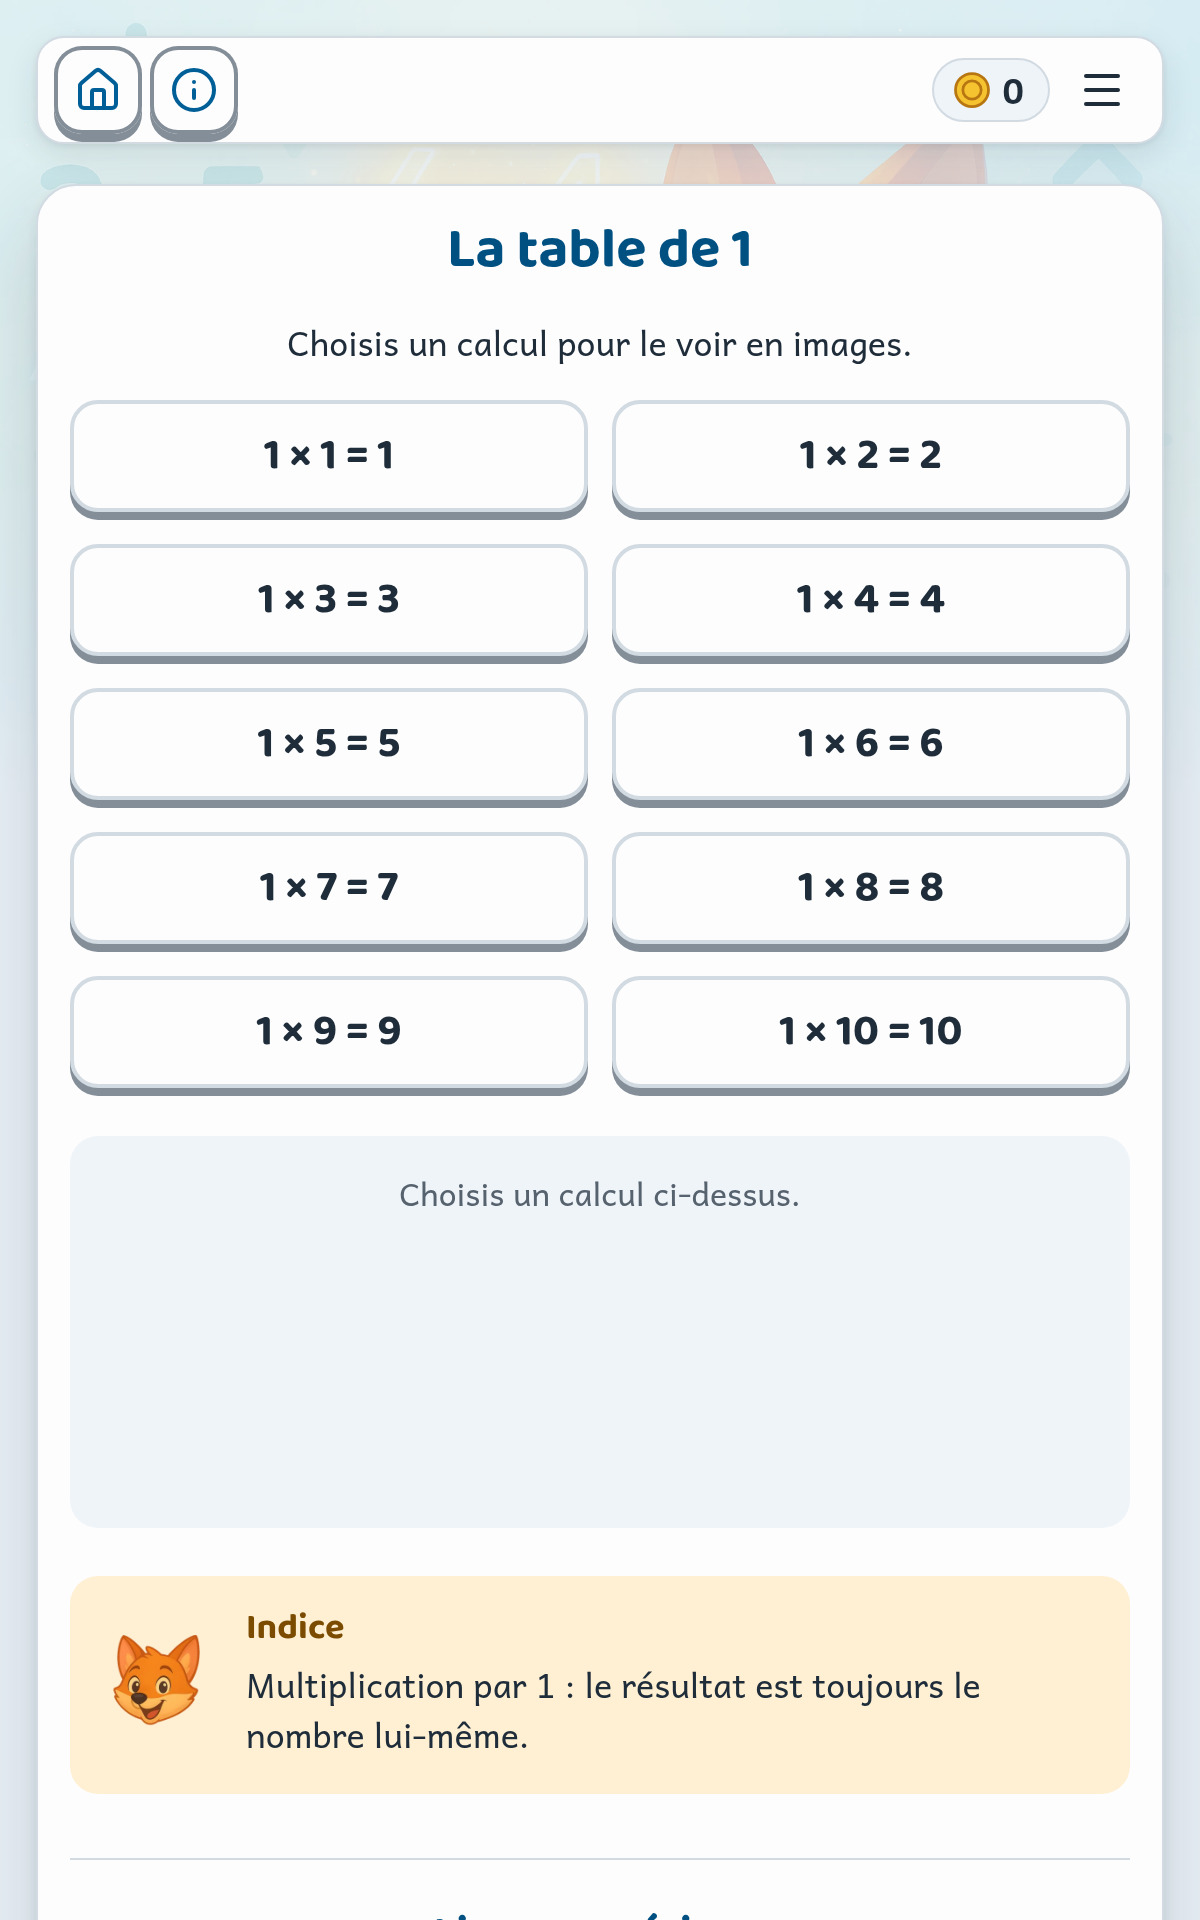 0
La table de 1
Choisis un calcul pour le voir en images.
1 × 1 = 1
1 × 2 = 2
1 × 3 = 3
1 × 4 = 4
1 × 5 = 5
1 × 6 = 6
1 × 7 = 7
1 × 8 = 8
1 × 9 = 9
1 × 10 = 10
Choisis un calcul ci-dessus.
Indice
Multiplication par 1 : le résultat est toujours le
nombre lui-même.